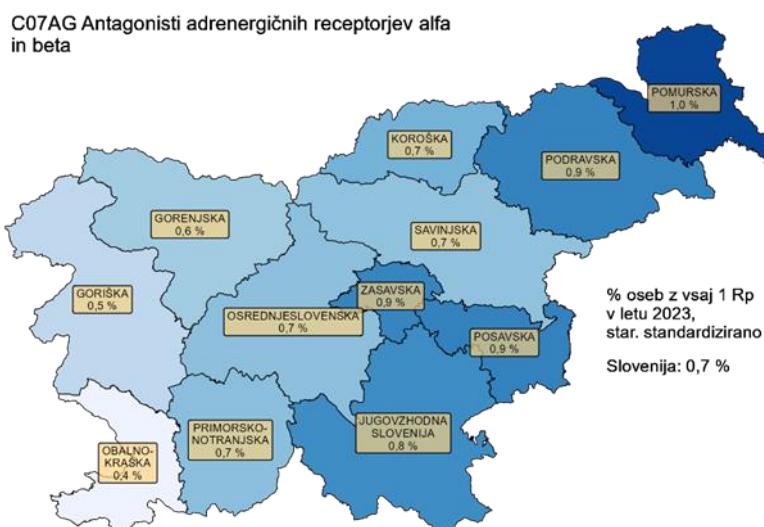 C07AG Antagonisti adrenergičnih receptorjev alfa
in beta
POMURSKA
1,0 %
KOROŠKA
0,7 %
PODRAVSKA
0,9 %
GORENJSKA
0,6 %
SAVINJSKA
0,7 %
GORIŠKA
0,5 %
ZASAVSKA
0,9 %
OSREDNJESLOVENSKA
0,7 %
POSAVSKA
0,9 %
% oseb z vsaj 1 Rp
v letu 2023,
star. standardizirano
Slovenija: 0,7 %
PRIMORSKO-
NOTRANJSKA
0,7 %
JUGOVZHODNA
SLOVENIJA
0,8 %
OBALNO-
KRAŠKA
0,4 %